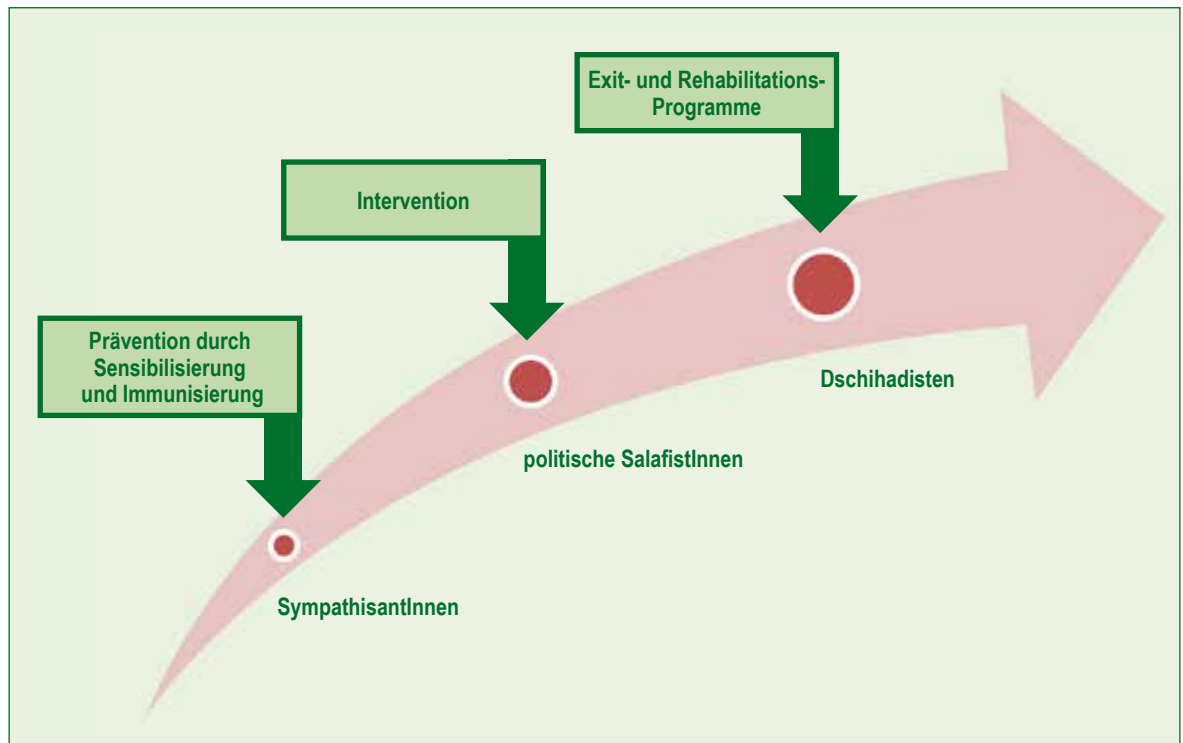 Exit- und Rehabilitations-
Programme
Intervention
Prävention durch
Sensibilisierung
und Immunisierung
Dschihadisten
politische SalafistInnen
SympathisantInnen